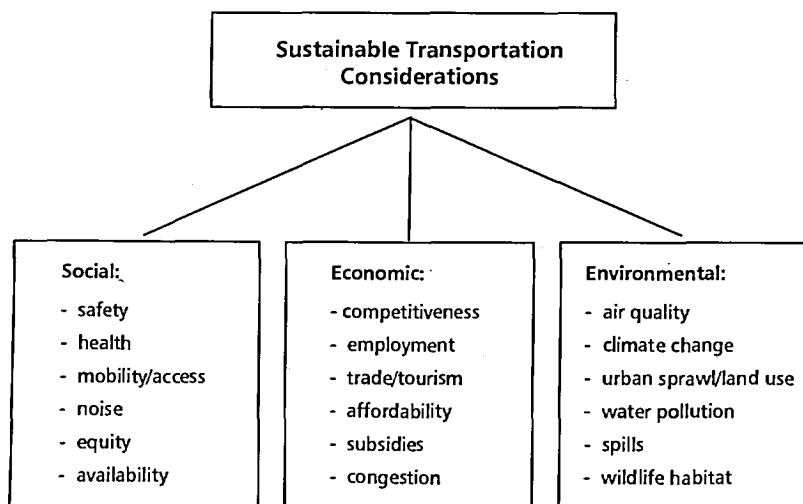 Sustainable Transportation
Considerations
Social:
- safety
- health
- mobility/access
- noise
- equity
- availability
Economic:
- competitiveness
- employment
- trade/tourism
- affordability
- subsidies
- congestion
Environmental:
- air quality
- climate change
- urban sprawl/land use
- water pollution
- spills
- wildlife habitat